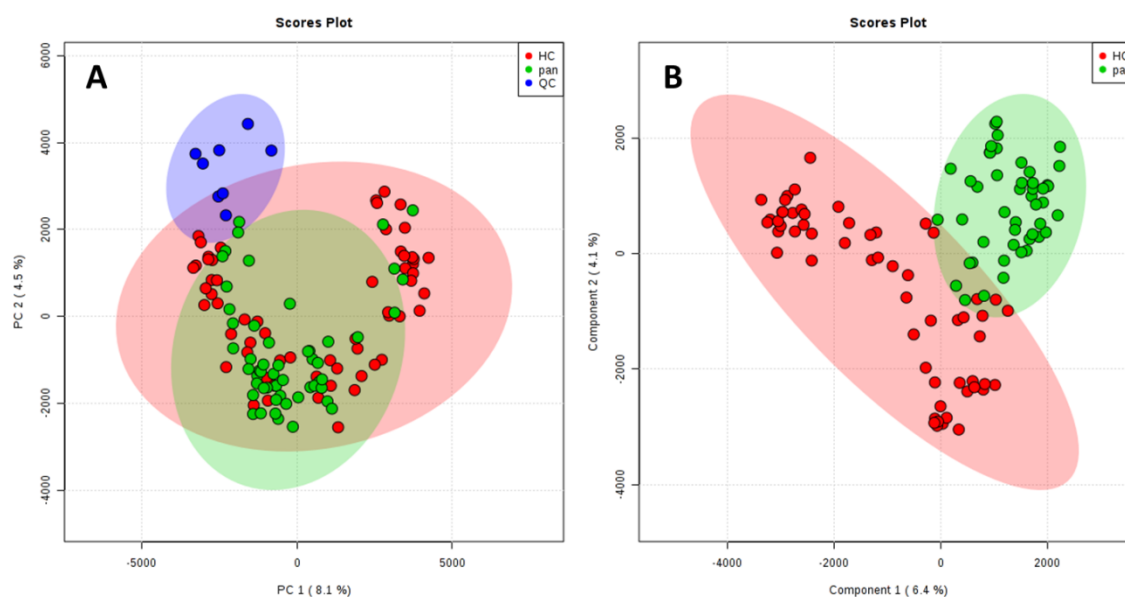 Scores Plot
A
HC
pan
QC
6000
4000
2000
0
-2000
-4000
PC 2 ( 4.5 %)
-5000 0 5000
PC 1 ( 8.1 %)
Scores Plot
B
HC
pa
2000
0
-2000
-4000
Component 2 ( 4.1 %)
-4000 -2000 0 2000
Component 1 ( 6.4 %)